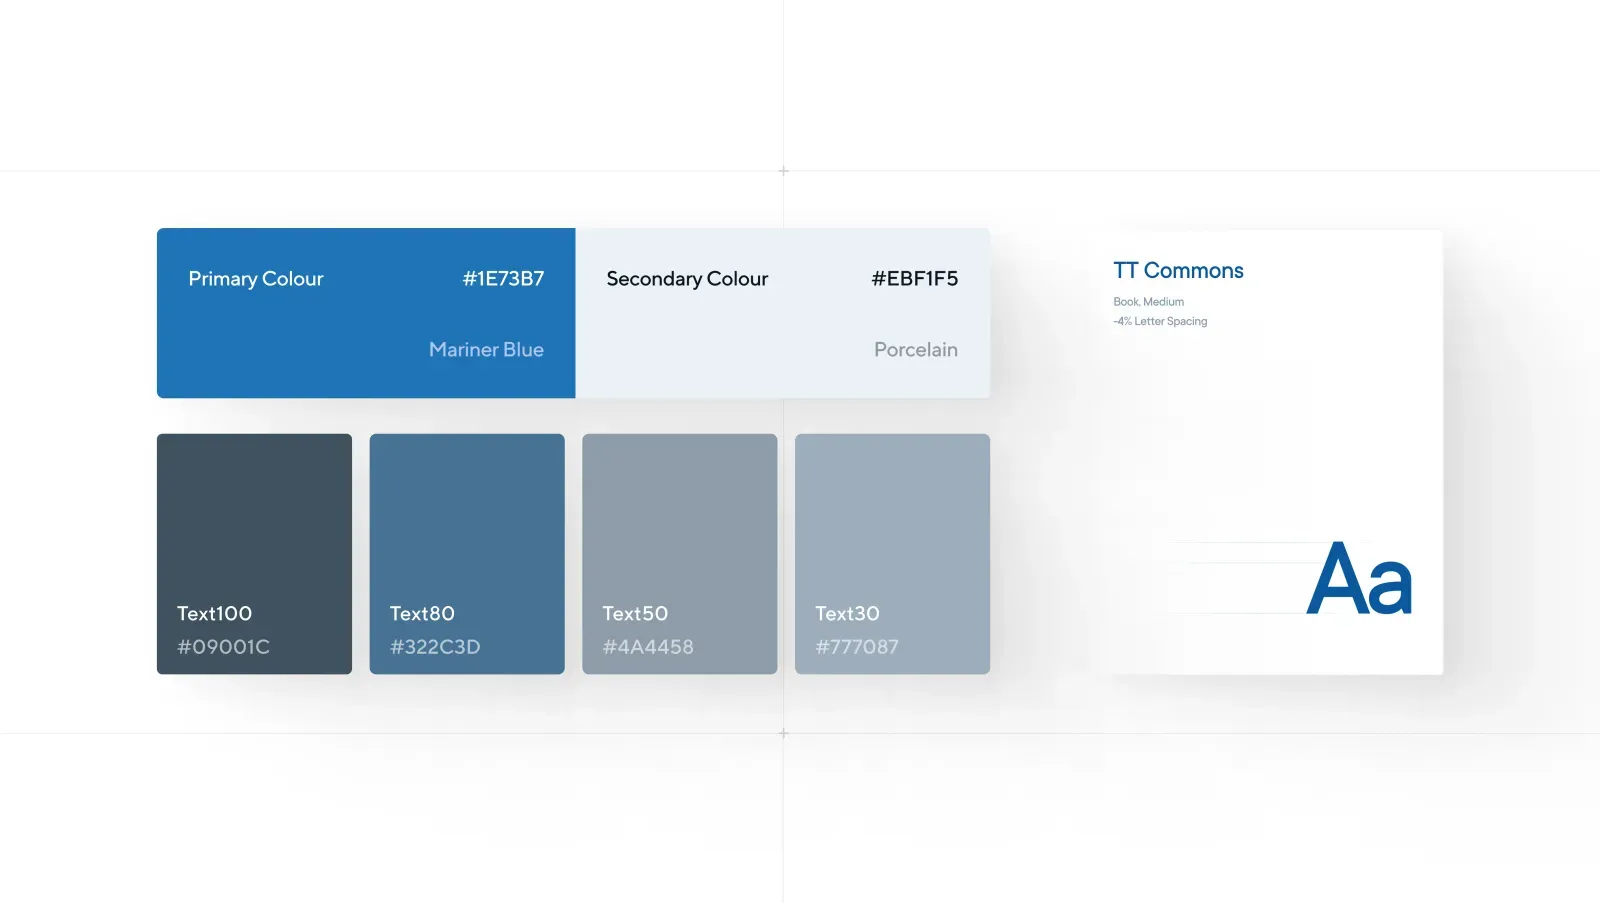 Primary Colour #1E73B7
Mariner Blue
Secondary Colour #EBF1F5
Porcelain
Text100
#09001C
Text80
#322C3D
Text50
#4A4458
Text30
#777087
TT Commons
Book, Medium
-4% Letter Spacing
Aa